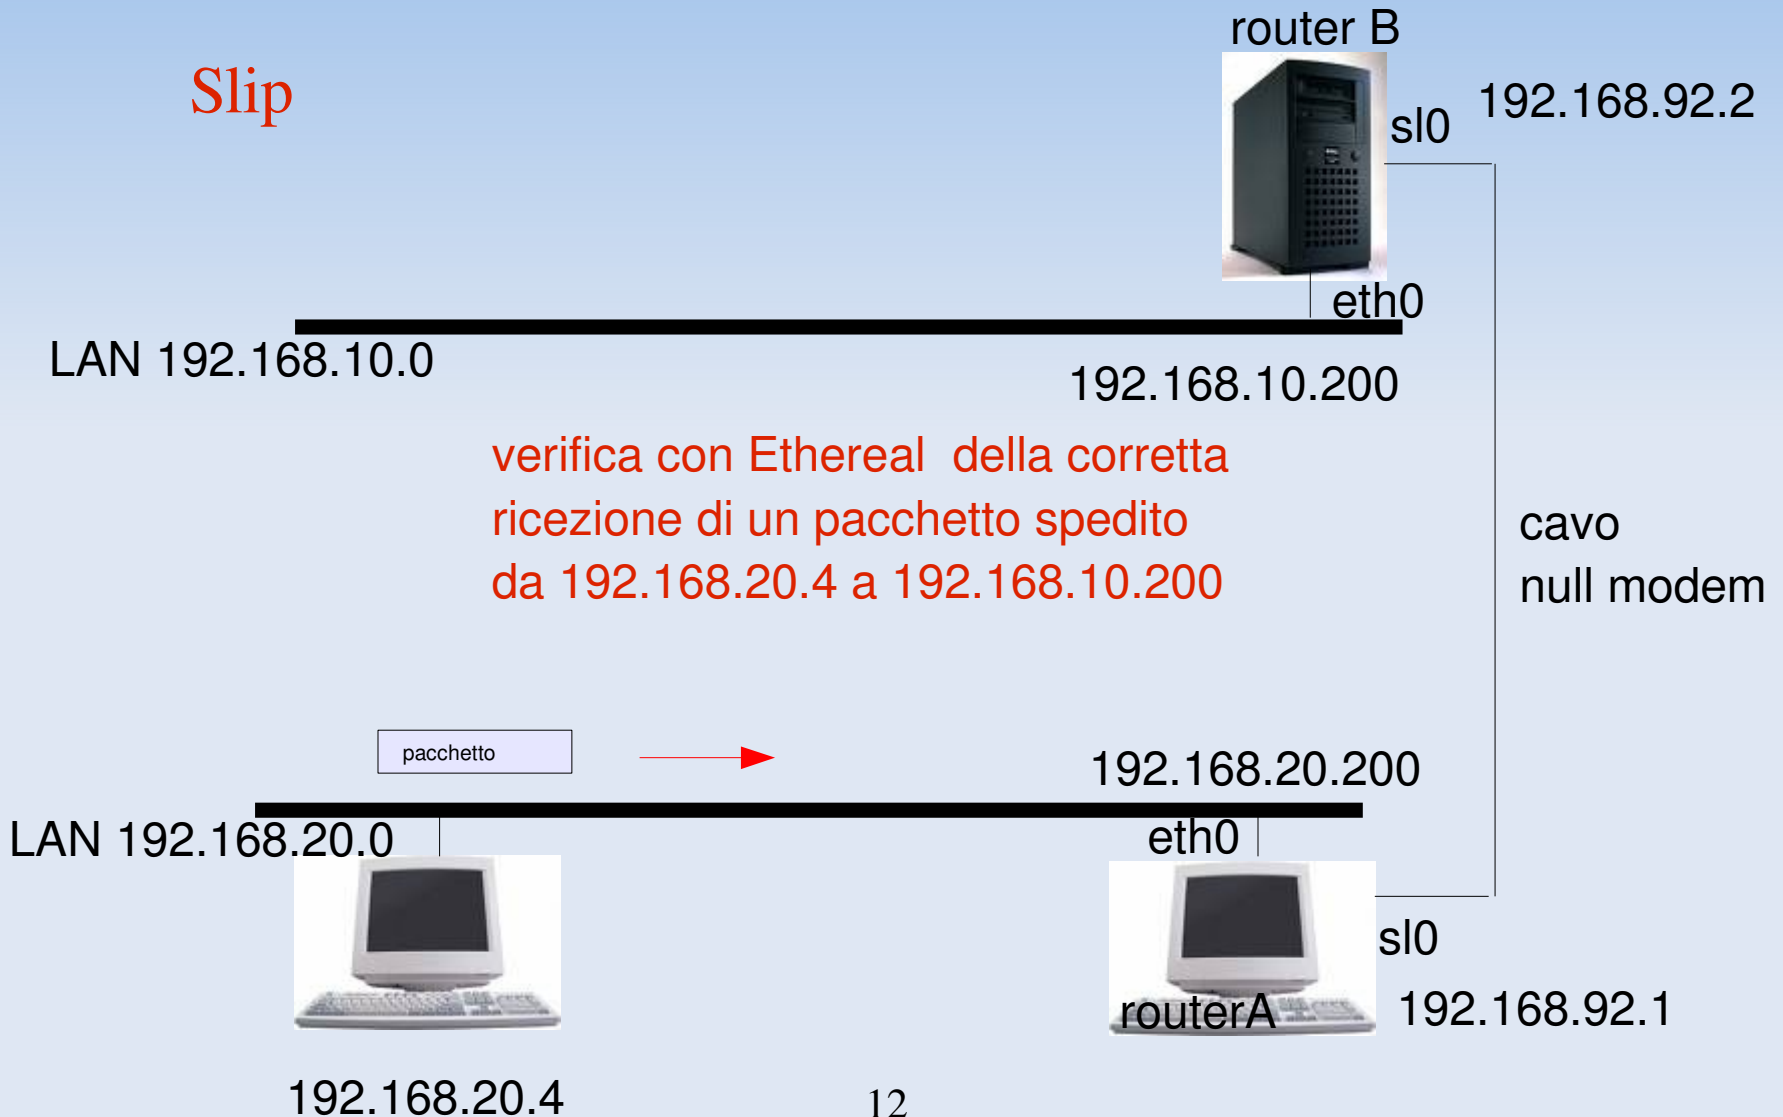 router B
Slip
192.168.92.2
sl0
eth0
LAN 192.168.10.0
192.168.10.200
verifica con Ethereal della corretta
ricezione di un pacchetto spedito
da 192.168.20.4 a 192.168.10.200
cavo
null modem
pacchetto
192.168.20.200
LAN 192.168.20.0
eth0
sl0
routerA
192.168.92.1
192.168.20.4
12